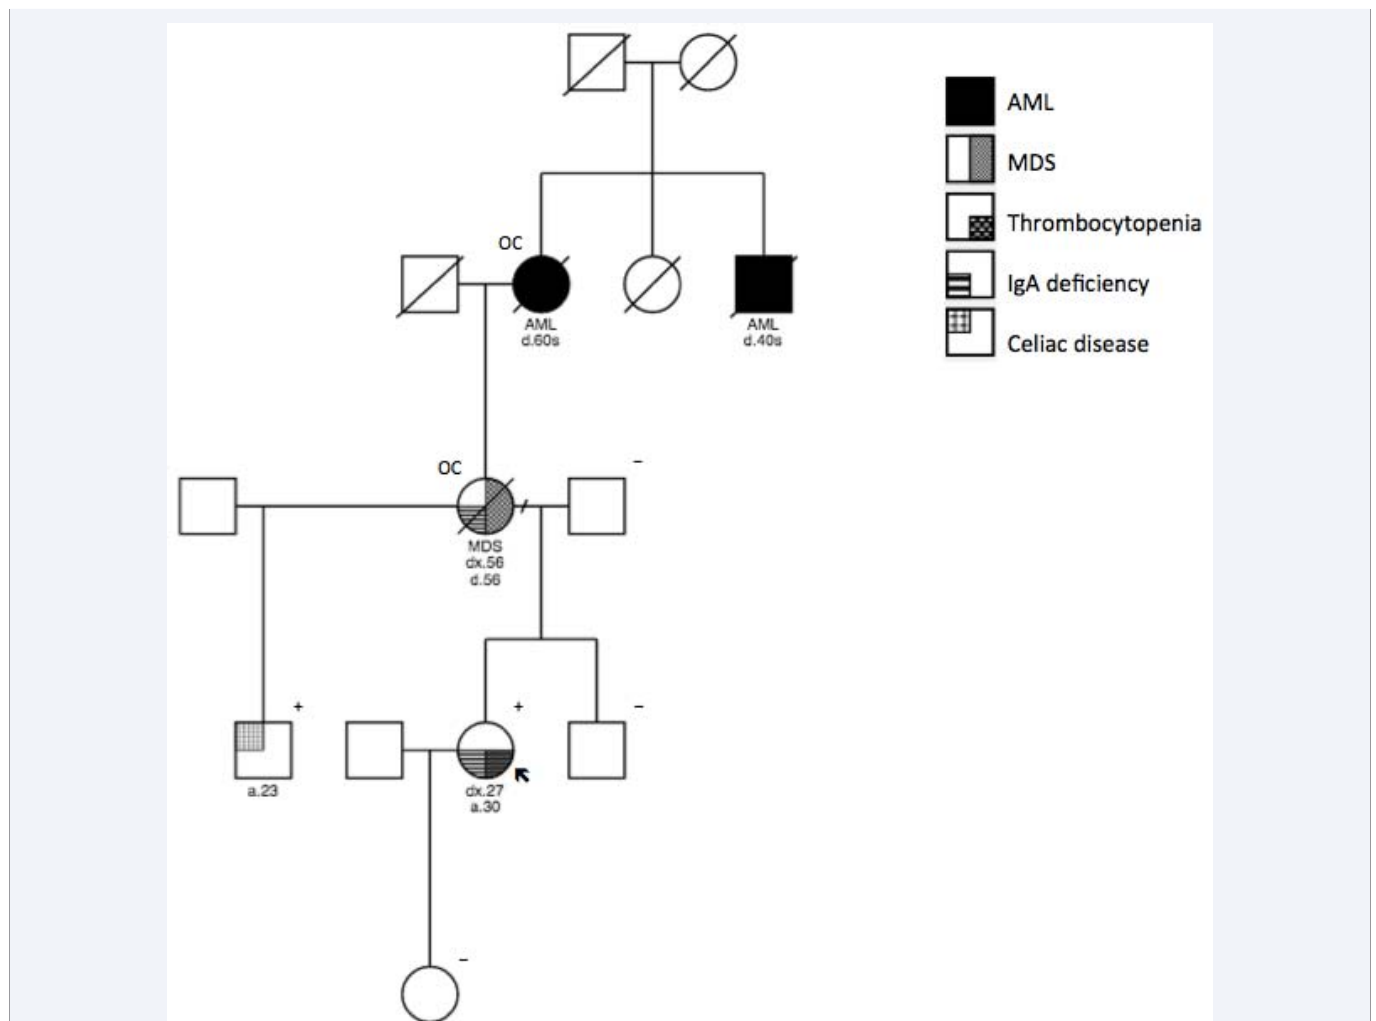 AML
MDS
Thrombocytopenia
IgA deficiency
Celiac disease
OC
AML
d.60s
AML
d.40s
OC
–
MDS
dx.56
d.56
+
+
–
a.23
dx.27
a.30
–